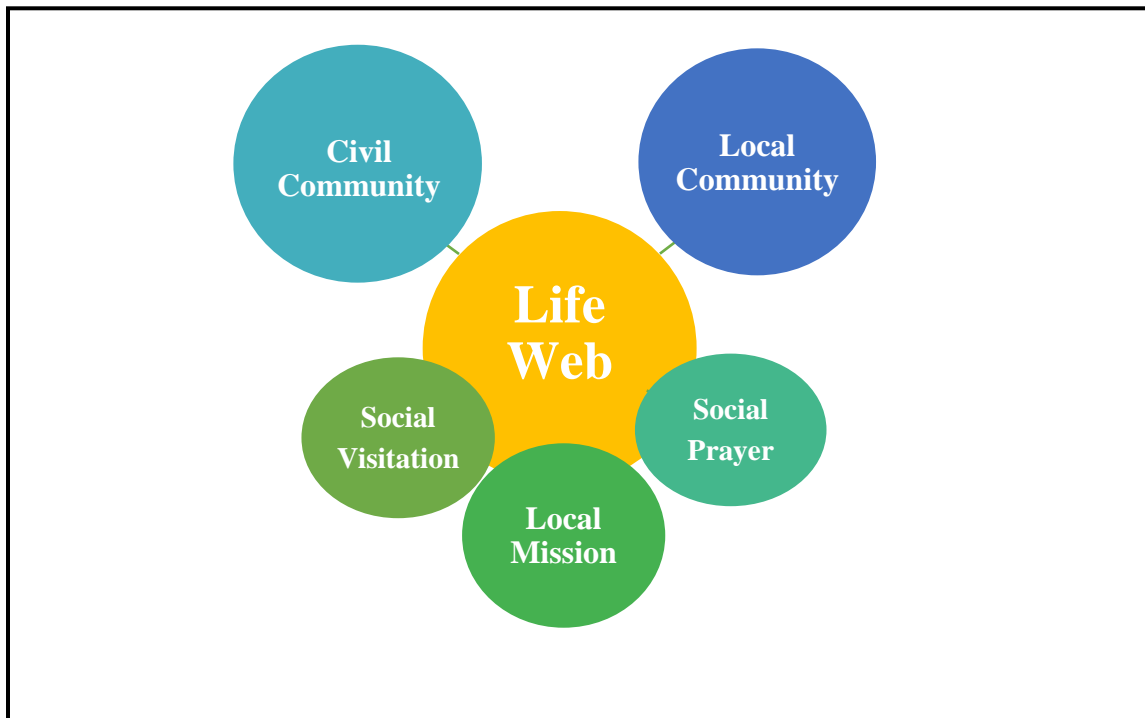 Civil
Community
Local
Community
Life
Web
Social
Visitation
Social
Prayer
Local
Mission